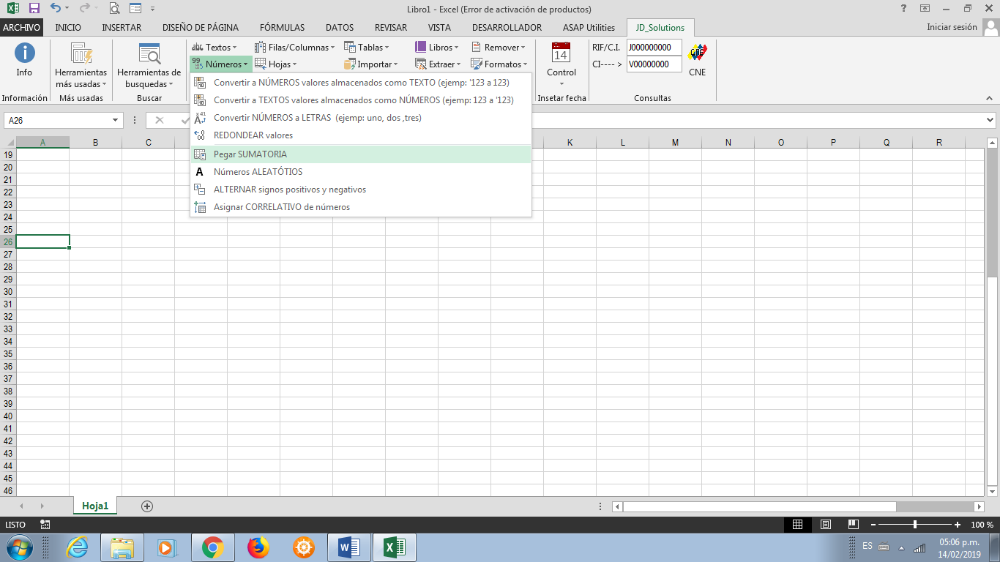 Libro1 - Excel (Error de activación de productos)
ARCHIVO INICIO INSERTAR DISEÑO DE PÁGINA FÓRMULAS DATOS REVISAR VISTA DESARROLLADOR ASAP Utilities JD_Solutions Iniciar sesión
Info
Información
Herramientas más usadas
Más usadas
Herramientas de busquedas
Buscar
Textos Filas/Columnas Tablas Libros Remover
Números Hojas Importar Extraer Formatos
14
Control
Insetar fecha
RIF/C.I. J000000000
CI----> V00000000
CNE
Consultas
Convertir a NÚMEROS valores almacenados como TEXTO (ejemp: '123 a 123)
Convertir a TEXTOS valores almacenados como NÚMEROS (ejemp: 123 a '123)
Convertir NÚMEROS a LETRAS (ejemp: uno, dos ,tres)
REDONDEAR valores
Pegar SUMATORIA
Números ALEATÓTIOS
ALTERNAR signos positivos y negativos
Asignar CORRELATIVO de números
A26
A B C K L M N O P Q R
19
20
21
22
23
24
25
26
27
28
29
30
31
32
33
34
35
36
37
38
39
40
41
42
43
44
45
46
Hoja1
LISTO 100 %
ES 05:06 p.m.
14/02/2019